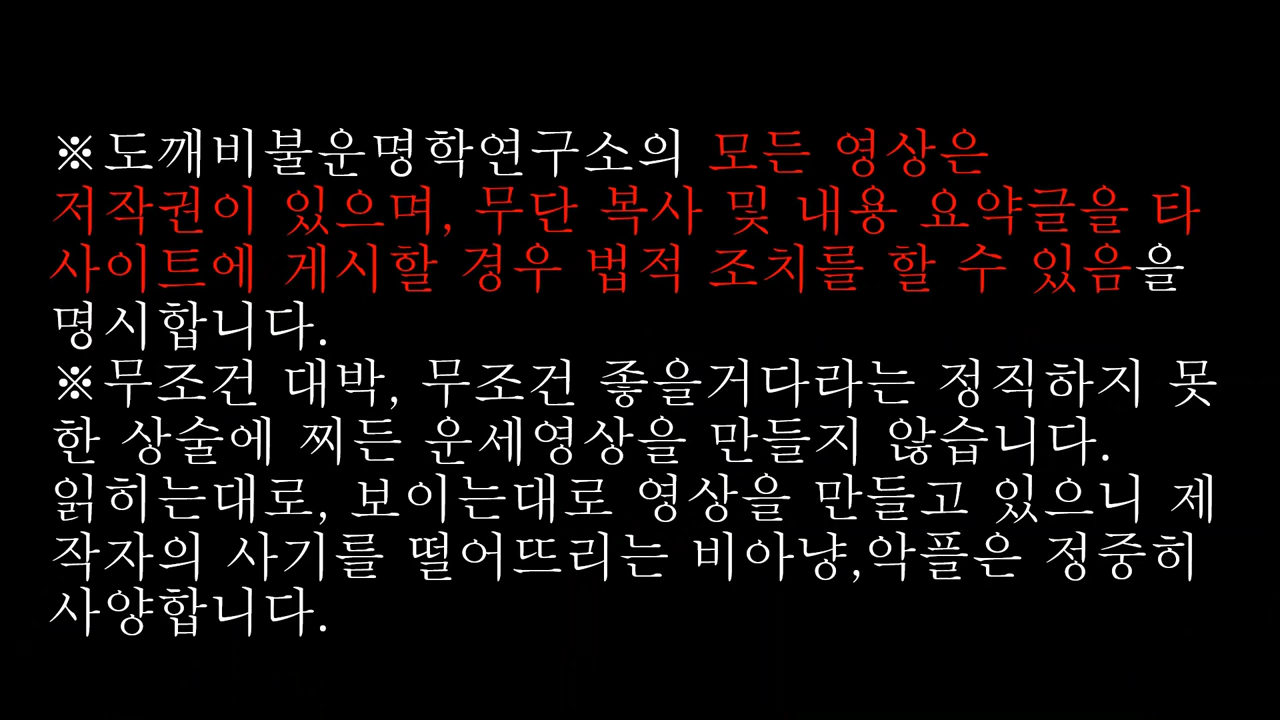 ※도깨비불운명학연구소의 모든 영상은
저작권이 있으며, 무단 복사 및 내용 요약글을 타
사이트에 게시할 경우 법적 조치를 할 수 있음을
명시합니다.
※무조건 대박, 무조건 좋을거다라는 정직하지 못
한 상술에 찌든 운세영상을 만들지 않습니다.
읽히는대로, 보이는대로 영상을 만들고 있으니 제
작자의 사기를 떨어뜨리는 비아냥,악플은 정중히
사양합니다.